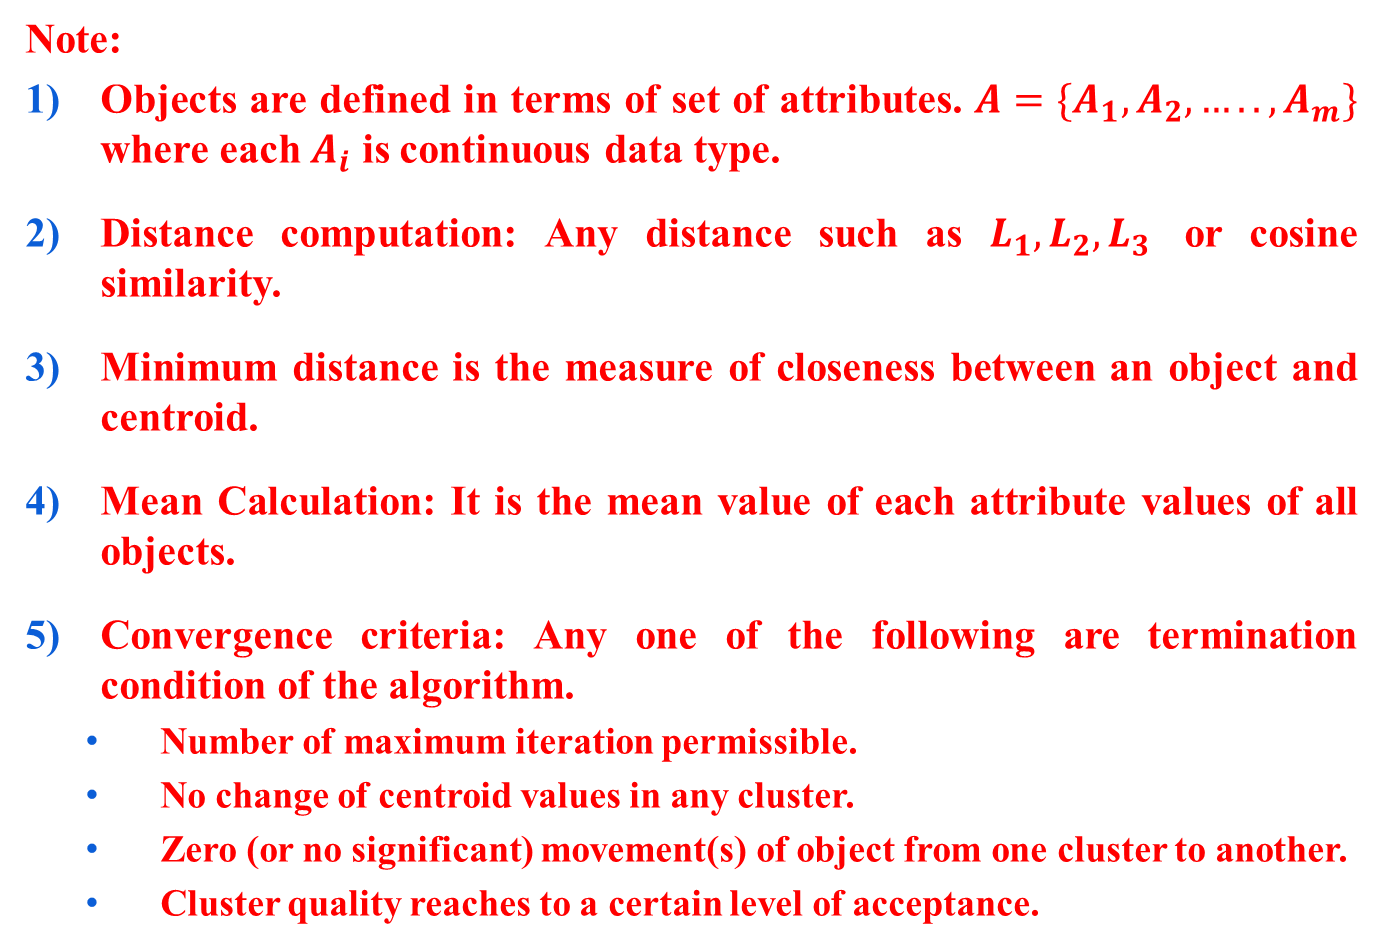 Note:
1) Objects are defined in terms of set of attributes. A = {A₁, A₂, ….. , Aₘ}
where each Aᵢ is continuous data type.
2) Distance computation: Any distance such as L₁, L₂, L₃ or cosine
similarity.
3) Minimum distance is the measure of closeness between an object and
centroid.
4) Mean Calculation: It is the mean value of each attribute values of all
objects.
5) Convergence criteria: Any one of the following are termination
condition of the algorithm.
• Number of maximum iteration permissible.
• No change of centroid values in any cluster.
• Zero (or no significant) movement(s) of object from one cluster to another.
• Cluster quality reaches to a certain level of acceptance.